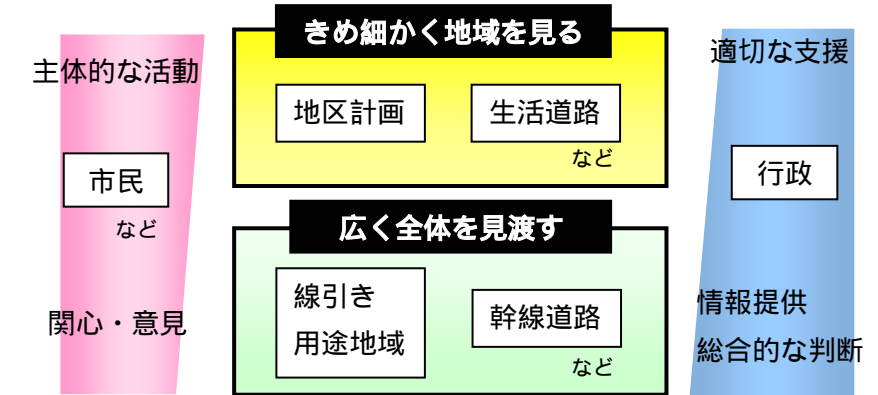 主体的な活動
市民
など
関心・意見
きめ細かく地域を見る
地区計画
生活道路
など
広く全体を見渡す
線引き
用途地域
幹線道路
など
適切な支援
行政
情報提供
総合的な判断